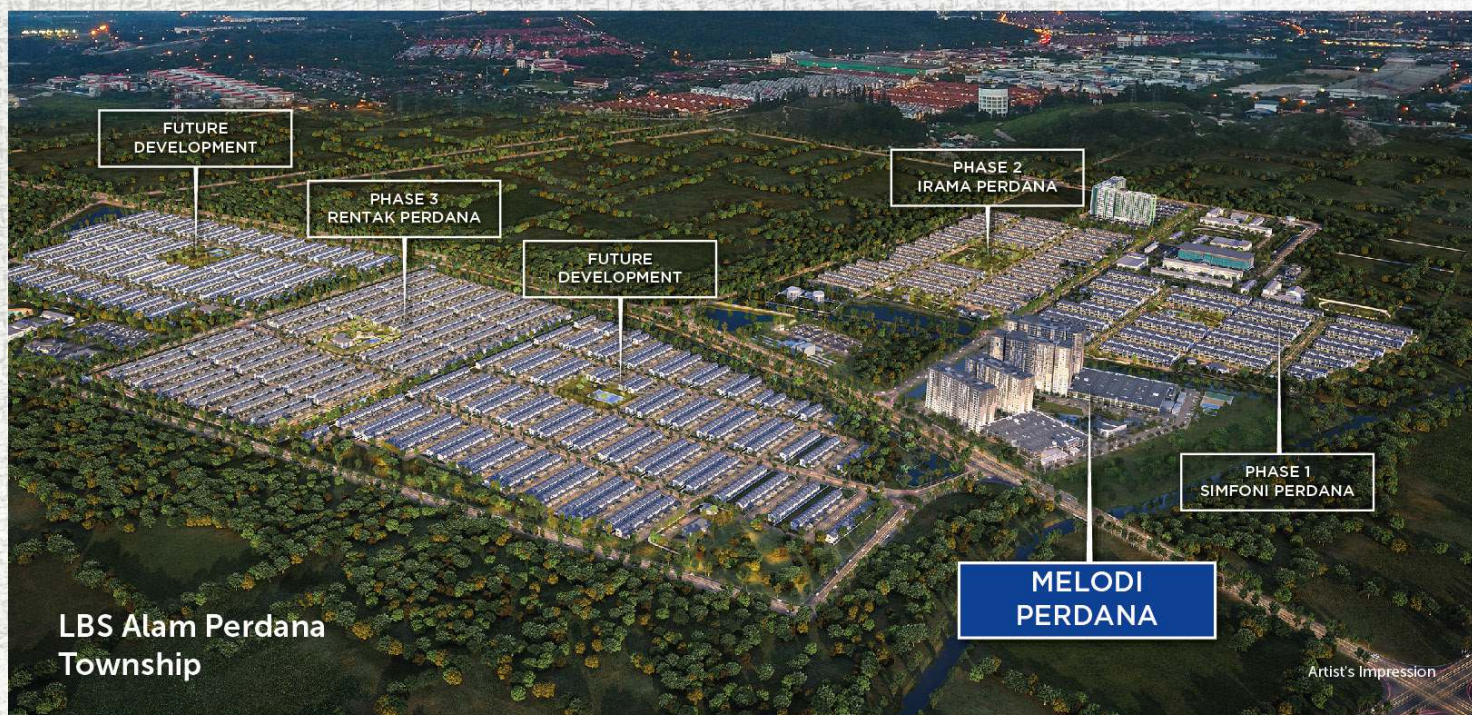 FUTURE
DEVELOPMENT
PHASE 3
RENTAK PERDANA
FUTURE
DEVELOPMENT
PHASE 2
IRAMA PERDANA
PHASE 1
SIMFONI PERDANA
MELODI
PERDANA
LBS Alam Perdana
Township
Artist's Impression